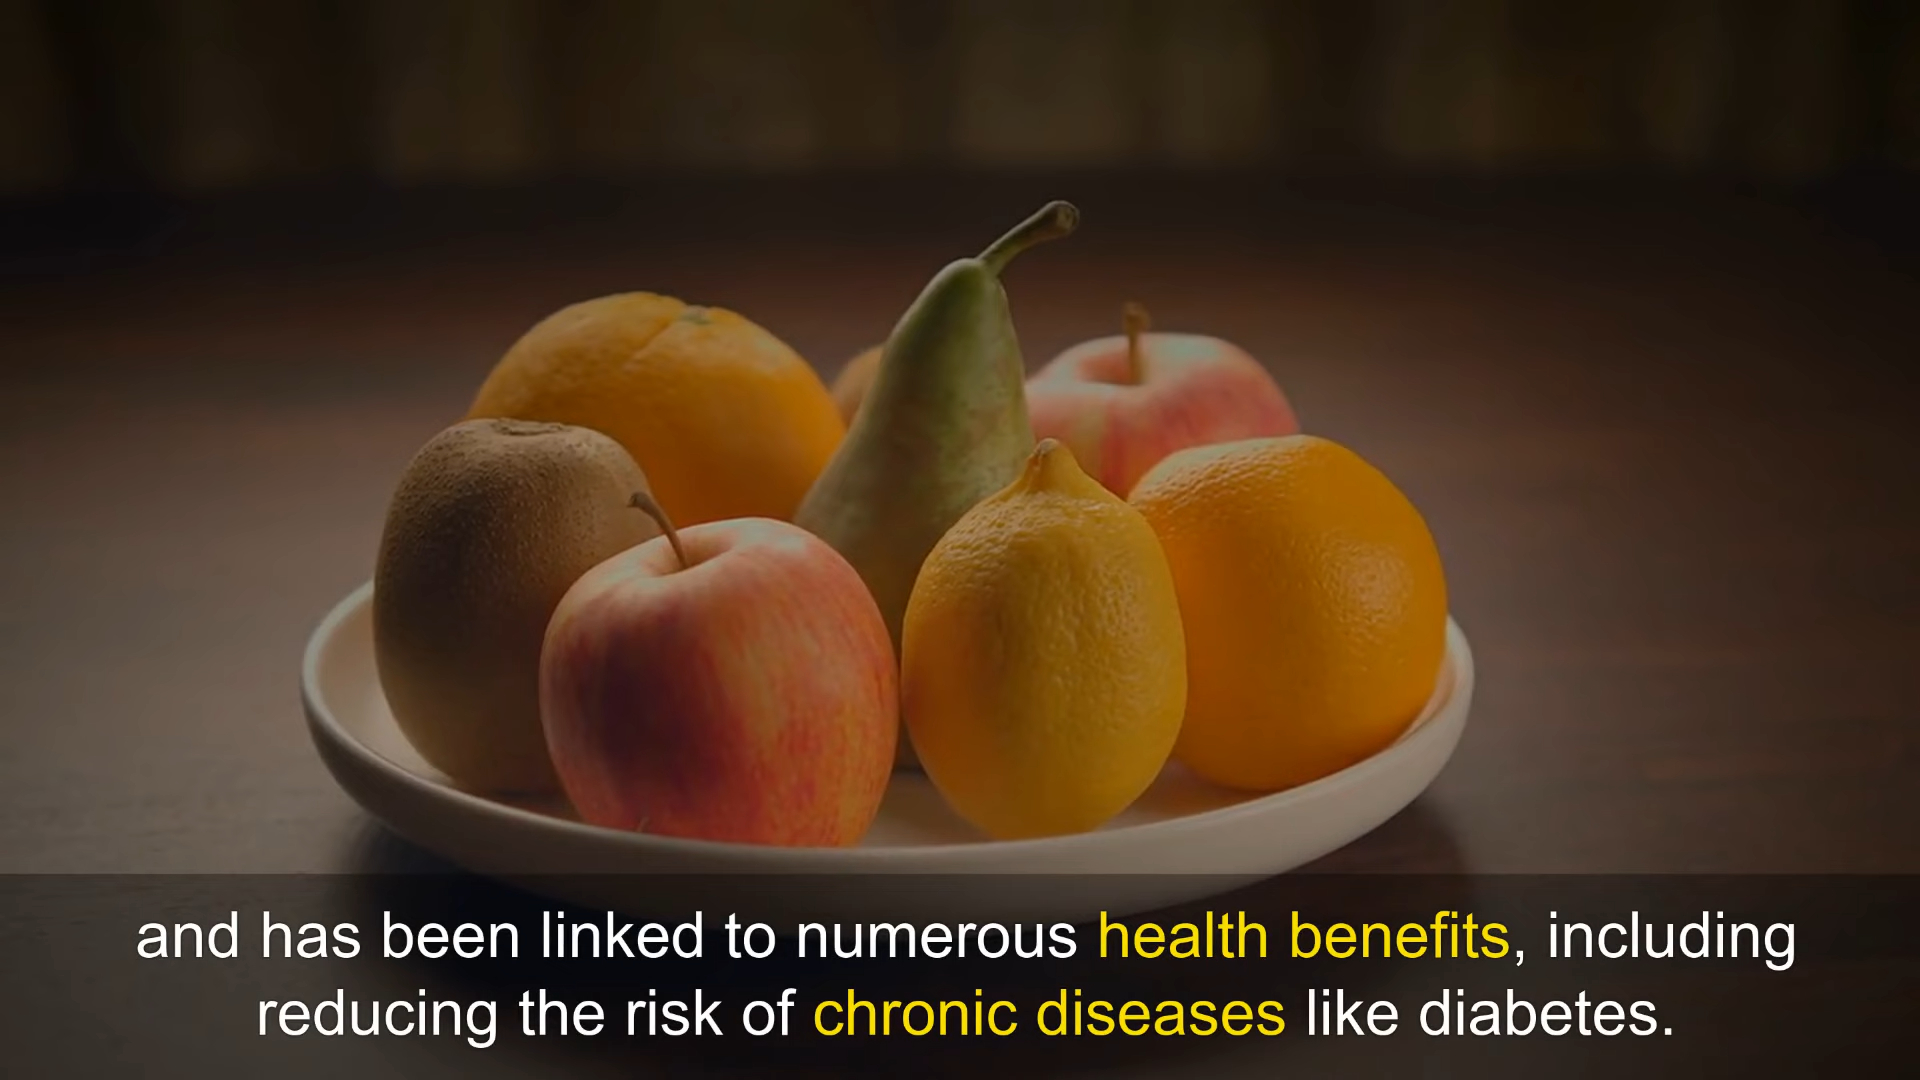 and has been linked to numerous health benefits, including
reducing the risk of chronic diseases like diabetes.